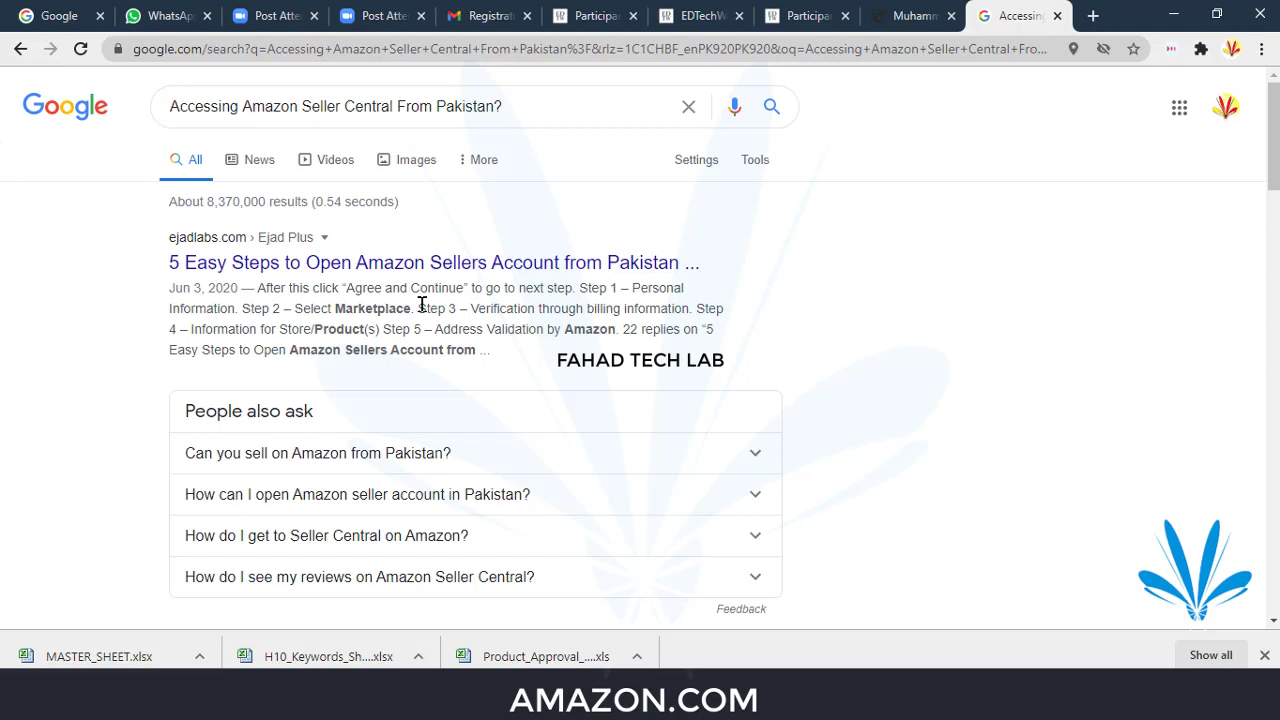 Google
WhatsApp
Post Atte
Post Atte
Registrati
Participar
EDTechW
Participar
Muhamm
Accessing
google.com/search?q=Accessing+Amazon+Seller+Central+From+Pakistan%3F&rlz=1C1CHBF_enPK920PK920&oq=Accessing+Amazon+Seller+Central+Fro...
Google
Accessing Amazon Seller Central From Pakistan?
All
News
Videos
Images
More
Settings
Tools
About 8,370,000 results (0.54 seconds)
ejadlabs.com › Ejad Plus
5 Easy Steps to Open Amazon Sellers Account from Pakistan ...
Jun 3, 2020 — After this click “Agree and Continue” to go to next step. Step 1 – Personal
Information. Step 2 – Select Marketplace. Step 3 – Verification through billing information. Step
4 – Information for Store/Product(s) Step 5 – Address Validation by Amazon. 22 replies on “5
Easy Steps to Open Amazon Sellers Account from ...
FAHAD TECH LAB
People also ask
Can you sell on Amazon from Pakistan?
How can I open Amazon seller account in Pakistan?
How do I get to Seller Central on Amazon?
How do I see my reviews on Amazon Seller Central?
Feedback
MASTER_SHEET.xlsx
H10_Keywords_Sh....xlsx
Product_Approval_....xls
Show all
AMAZON.COM